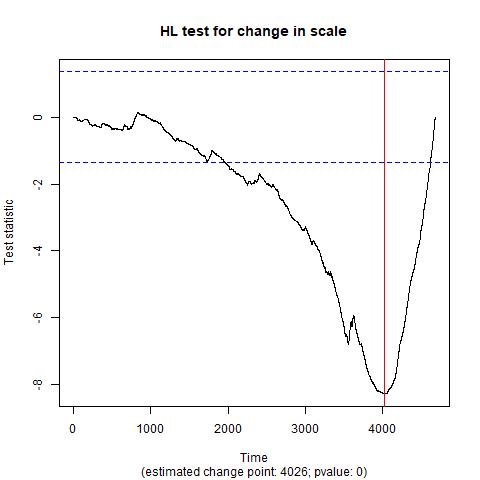 HL test for change in scale
Test statistic
0
-2
-4
-6
-8
0 1000 2000 3000 4000
Time
(estimated change point: 4026; pvalue: 0)